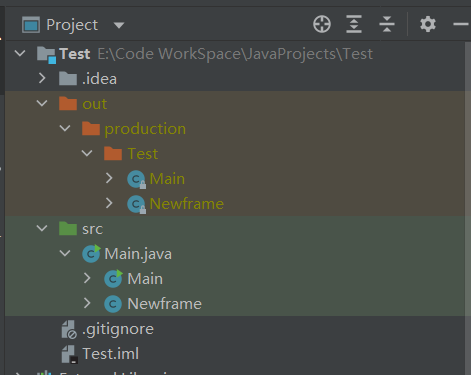 Project
Test E:\Code WorkSpace\JavaProjects\Test
.idea
out
production
Test
Main
Newframe
src
Main.java
Main
Newframe
.gitignore
Test.iml